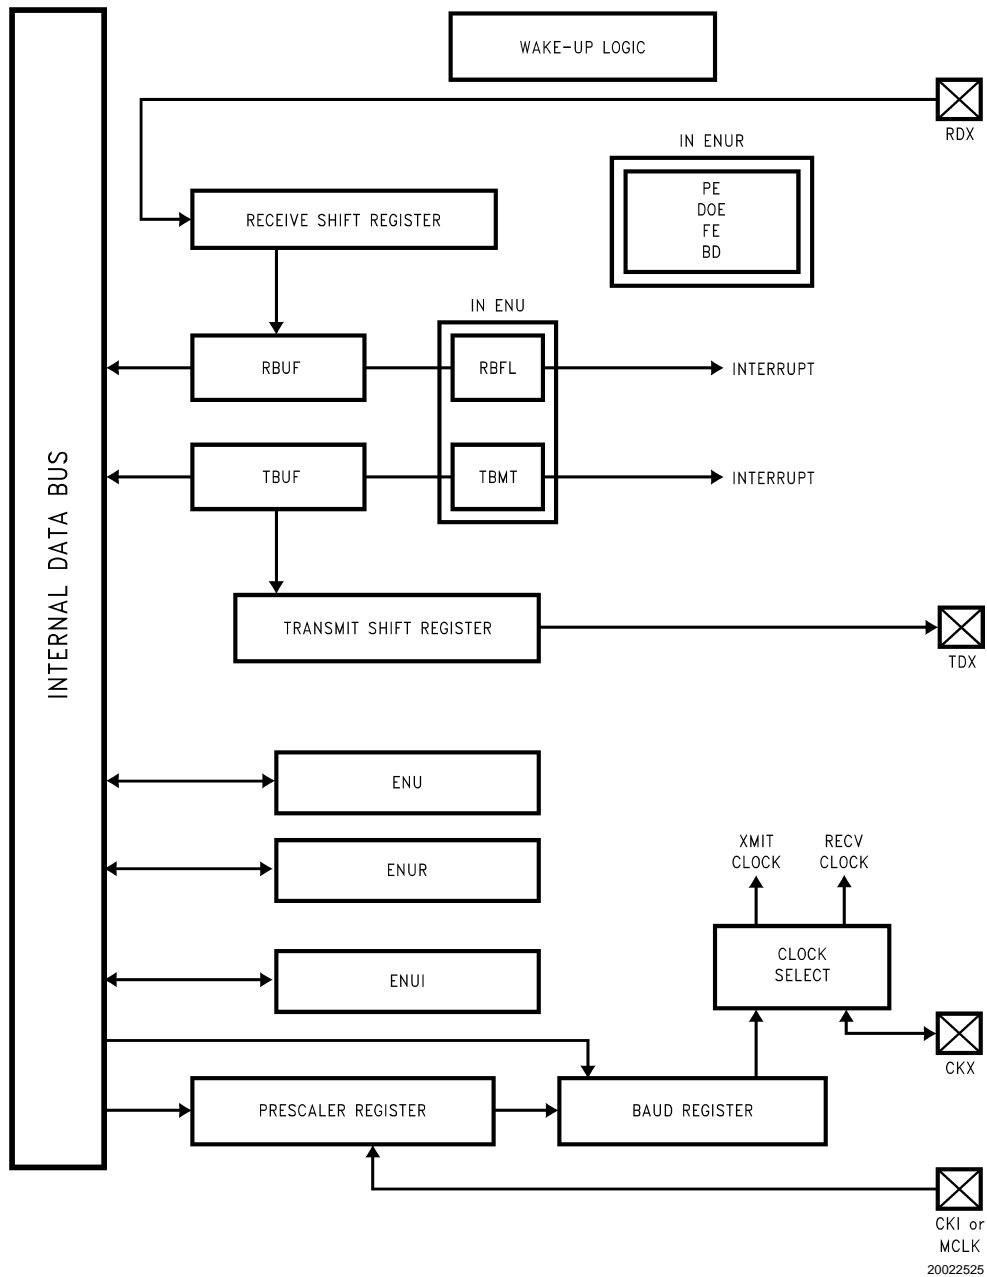 WAKE-UP LOGIC
RDX
IN ENUR
PE
DOE
FE
BD
RECEIVE SHIFT REGISTER
IN ENU
RBUF
RBFL
INTERRUPT
TBUF
TBMT
INTERRUPT
INTERNAL DATA BUS
TRANSMIT SHIFT REGISTER
TDX
ENU
ENUR
XMIT
CLOCK
RECV
CLOCK
CLOCK
SELECT
ENUI
CKX
PRESCALER REGISTER
BAUD REGISTER
CKI or
MCLK
20022525